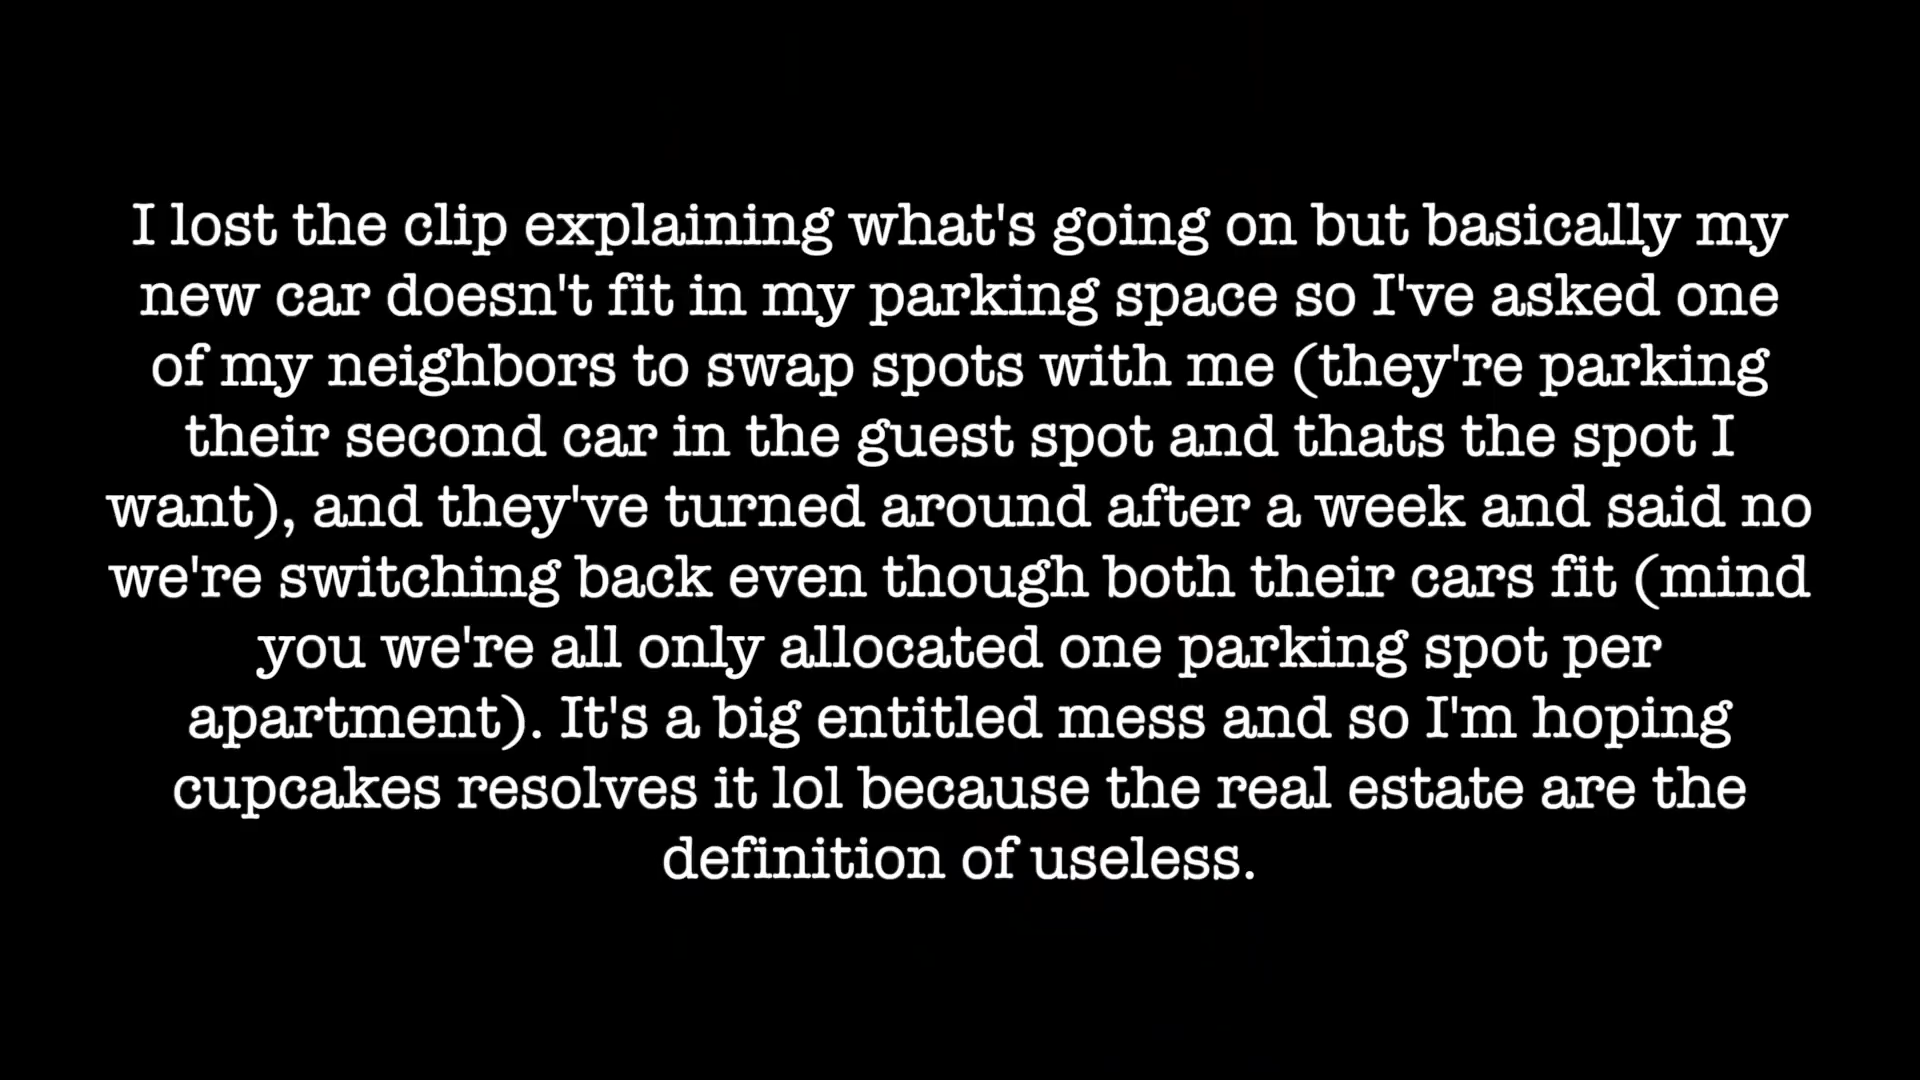 I lost the clip explaining what's going on but basically my
new car doesn't fit in my parking space so I've asked one
of my neighbors to swap spots with me (they're parking
their second car in the guest spot and thats the spot I
want), and they've turned around after a week and said no
we're switching back even though both their cars fit (mind
you we're all only allocated one parking spot per
apartment). It's a big entitled mess and so I'm hoping
cupcakes resolves it lol because the real estate are the
definition of useless.